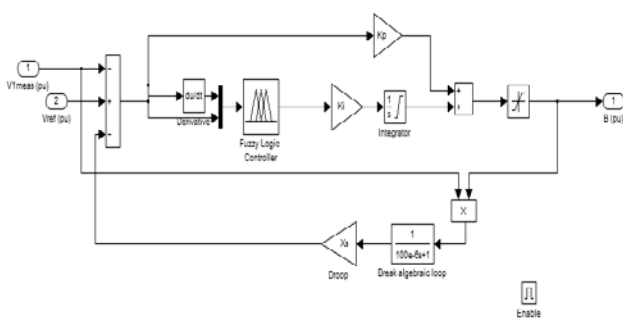 Kp
1
V1meas (pu)
2
Vref (pu)
−
+
−
du/dt
Derivative
Fuzzy Logic
Controller
Ki
1
s
Integrator
+
+
1
B (pu)
X
Xs
Droop
1
100e-6s+1
Break algebraic loop
Enable